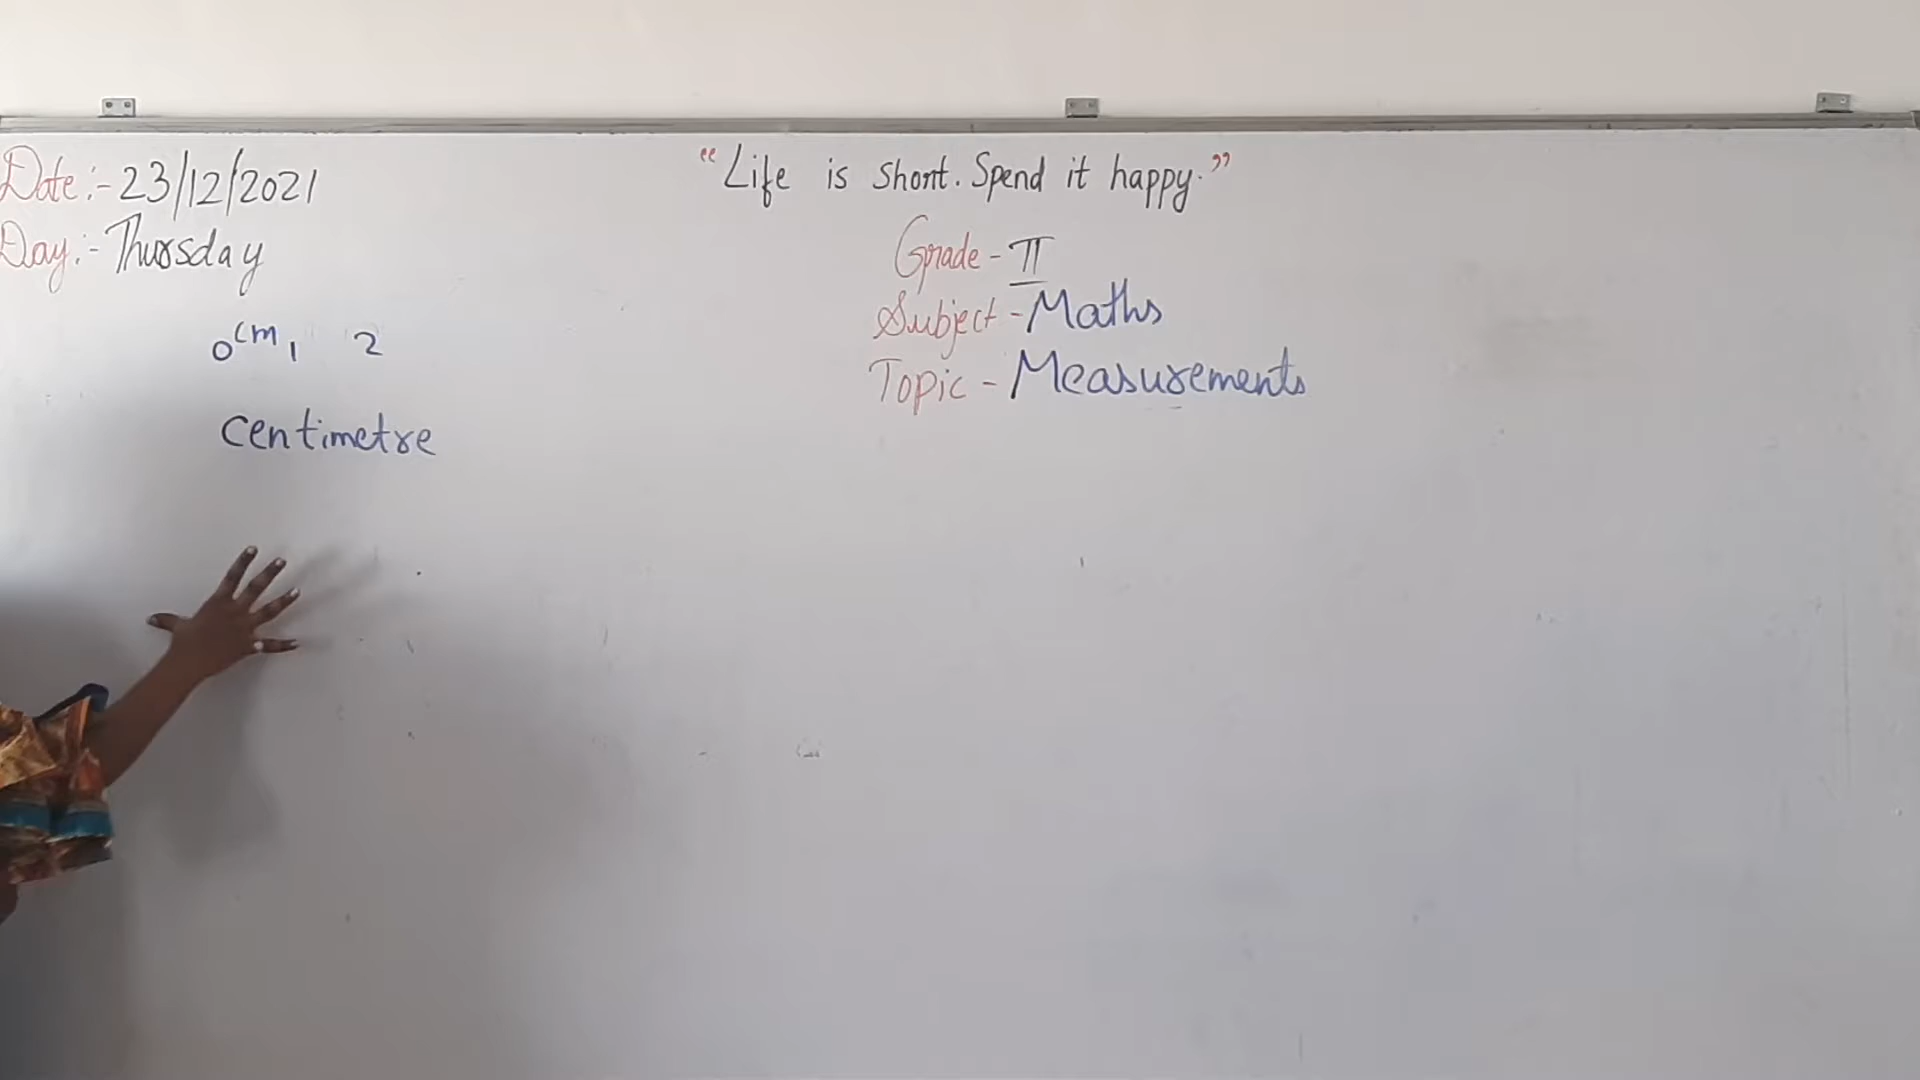 Date:- 23/12/2021
Day:- Thursday
"Life is short. Spend it happy."
Grade - II
Subject - Maths
Topic - Measurements
0cm 1 2
centimetre